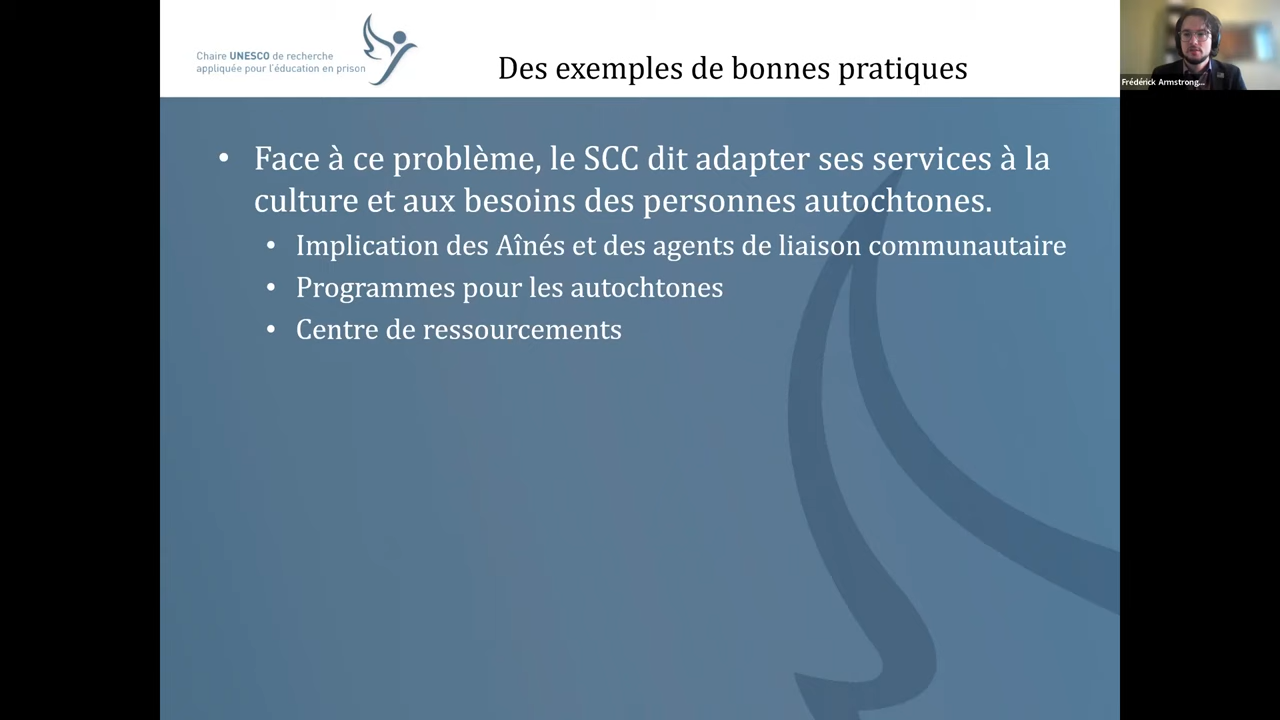 Chaire UNESCO de recherche
appliquée pour l'éducation en prison
Des exemples de bonnes pratiques
Frédérick Armstrong,...
• Face à ce problème, le SCC dit adapter ses services à la
culture et aux besoins des personnes autochtones.
• Implication des Aînés et des agents de liaison communautaire
• Programmes pour les autochtones
• Centre de ressourcements